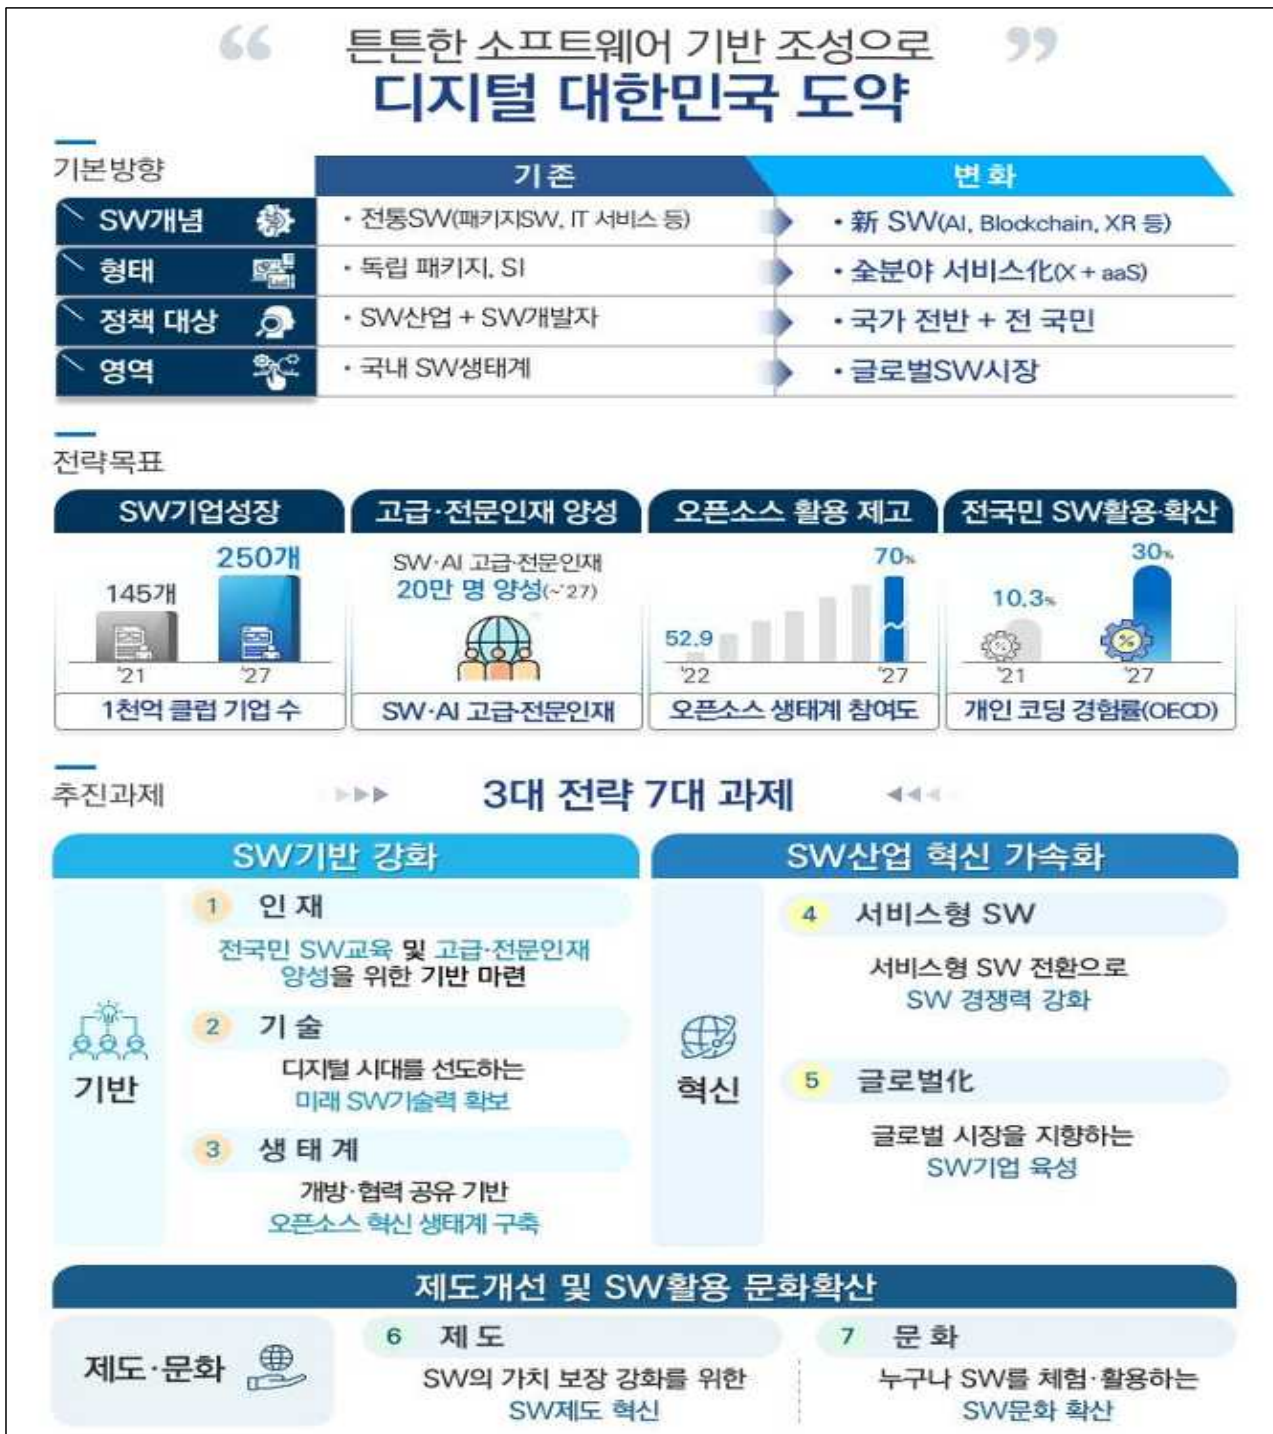 “ 튼튼한 소프트웨어 기반 조성으로 ”
디지털 대한민국 도약
기본방향
기존 변화
SW개념 • 전통SW(패키지SW, IT 서비스 등) • 新 SW(AI, Blockchain, XR 등)
형태 • 독립 패키지, SI • 全분야 서비스化(X + aaS)
정책 대상 • SW산업 + SW개발자 • 국가 전반 + 전 국민
영역 • 국내 SW생태계 • 글로벌SW시장
전략목표
SW기업성장
145개 250개
'21 '27
1천억 클럽 기업 수
고급·전문인재 양성
SW·AI 고급·전문인재
20만 명 양성(~'27)
SW·AI 고급·전문인재
오픈소스 활용 제고
52.9 70%
'22 '27
오픈소스 생태계 참여도
전국민 SW활용·확산
10.3% 30%
% %
'21 '27
개인 코딩 경험률(OECD)
추진과제
3대 전략 7대 과제
SW기반 강화
기반
1 인 재
전국민 SW교육 및 고급·전문인재
양성을 위한 기반 마련
2 기 술
디지털 시대를 선도하는
미래 SW기술력 확보
3 생 태 계
개방·협력 공유 기반
오픈소스 혁신 생태계 구축
SW산업 혁신 가속화
혁신
4 서비스형 SW
서비스형 SW 전환으로
SW 경쟁력 강화
5 글로벌化
글로벌 시장을 지향하는
SW기업 육성
제도개선 및 SW활용 문화확산
제도·문화
6 제 도
SW의 가치 보장 강화를 위한
SW제도 혁신
7 문 화
누구나 SW를 체험·활용하는
SW문화 확산